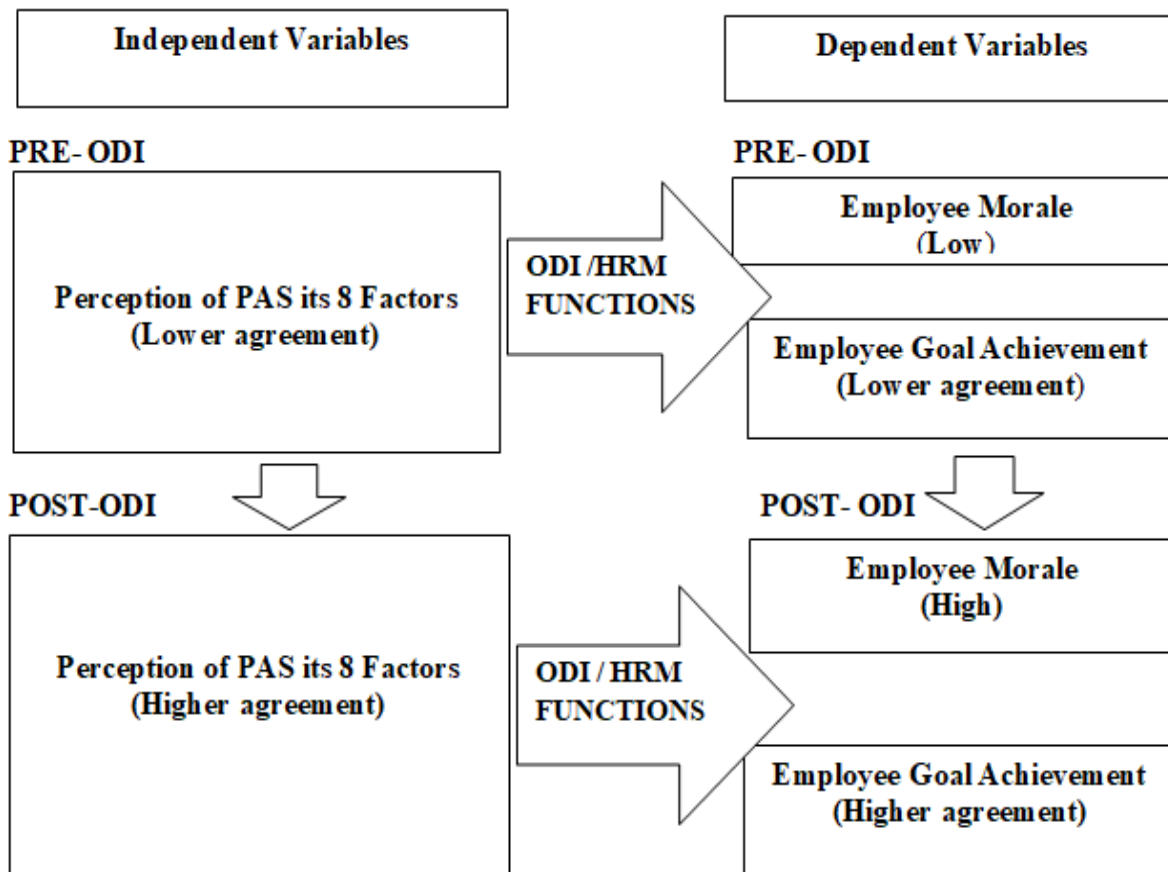 Independent Variables
Dependent Variables
PRE- ODI
PRE- ODI
Perception of PAS its 8 Factors
(Lower agreement)
ODI /HRM
FUNCTIONS
Employee Morale
(Low)
Employee Goal Achievement
(Lower agreement)
POST-ODI
POST- ODI
Perception of PAS its 8 Factors
(Higher agreement)
ODI / HRM
FUNCTIONS
Employee Morale
(High)
Employee Goal Achievement
(Higher agreement)